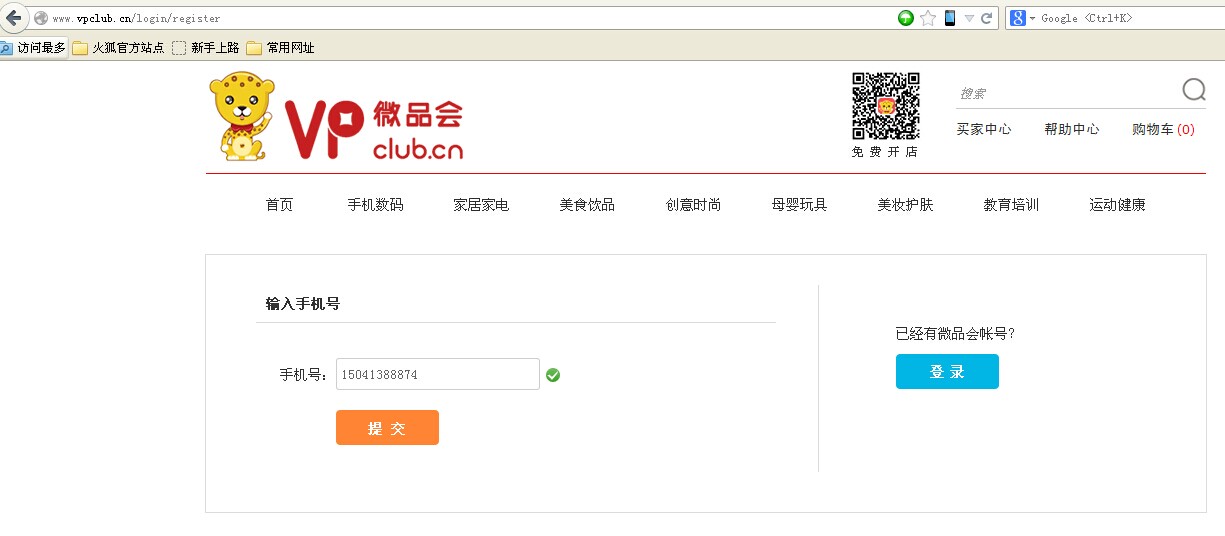 www.vpclub.cn/login/register
Google <Ctrl+K>
访问最多 火狐官方站点 新手上路 常用网址
VP 微品会
club.cn
免费开店
搜索
买家中心 帮助中心 购物车(0)
首页 手机数码 家居家电 美食饮品 创意时尚 母婴玩具 美妆护肤 教育培训 运动健康
输入手机号
手机号: 15041388874
提 交
已经有微品会帐号?
登 录